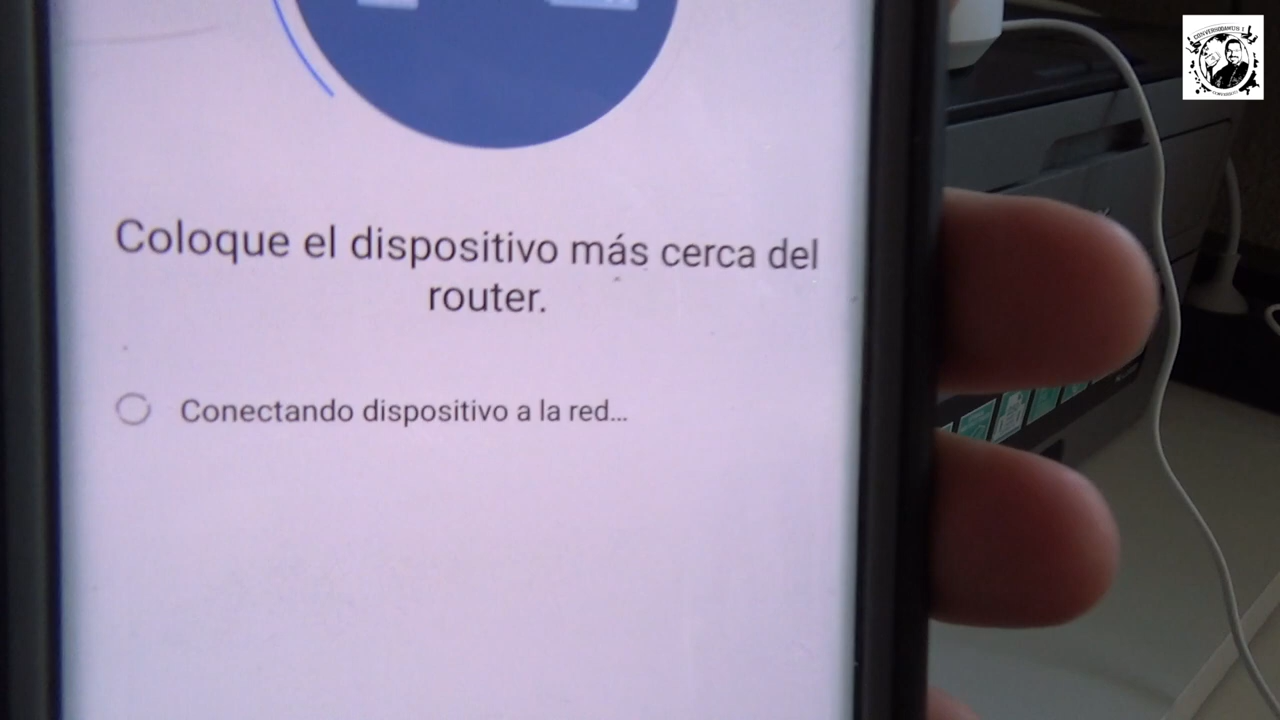 Coloque el dispositivo más cerca del
router.
Conectando dispositivo a la red...